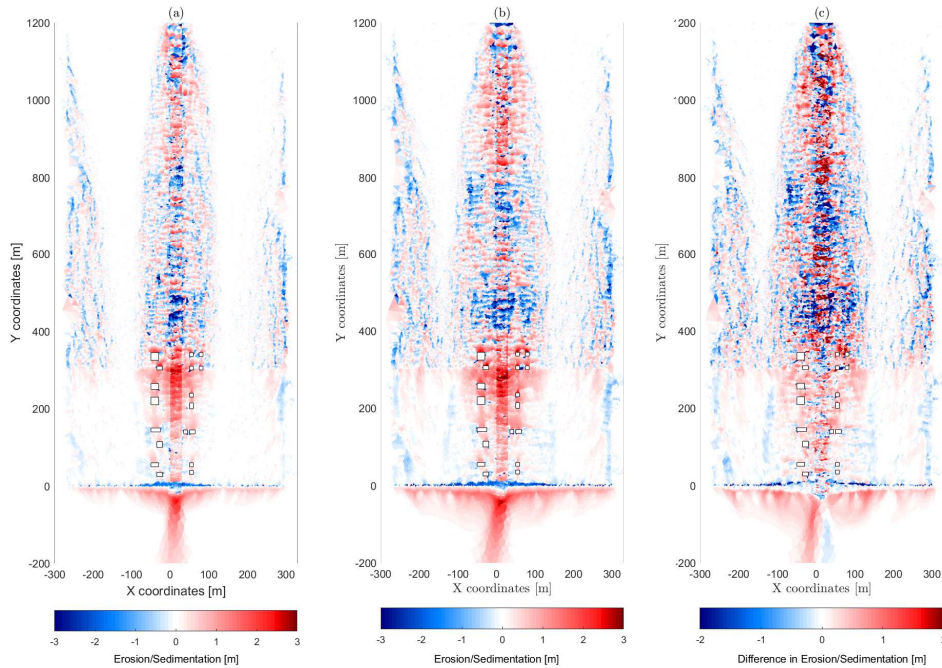 (a) (b) (c)
1200 1200 1200
1000 1000 1000
800 800 800
600 600 600
400 400 400
200 200 200
0 0 0
-200 -200 -200
Y coordinates [m] Y coordinates [m] Y coordinates [m]
-300 -200 -100 0 100 200 300 -300 -200 -100 0 100 200 300 -300 -200 -100 0 100 200 300
X coordinates [m] X coordinates [m] X coordinates [m]
-3 -2 -1 0 1 2 3 -3 -2 -1 0 1 2 3 -2 -1 0 1 2
Erosion/Sedimentation [m] Erosion/Sedimentation [m] Difference in Erosion/Sedimentation [m]